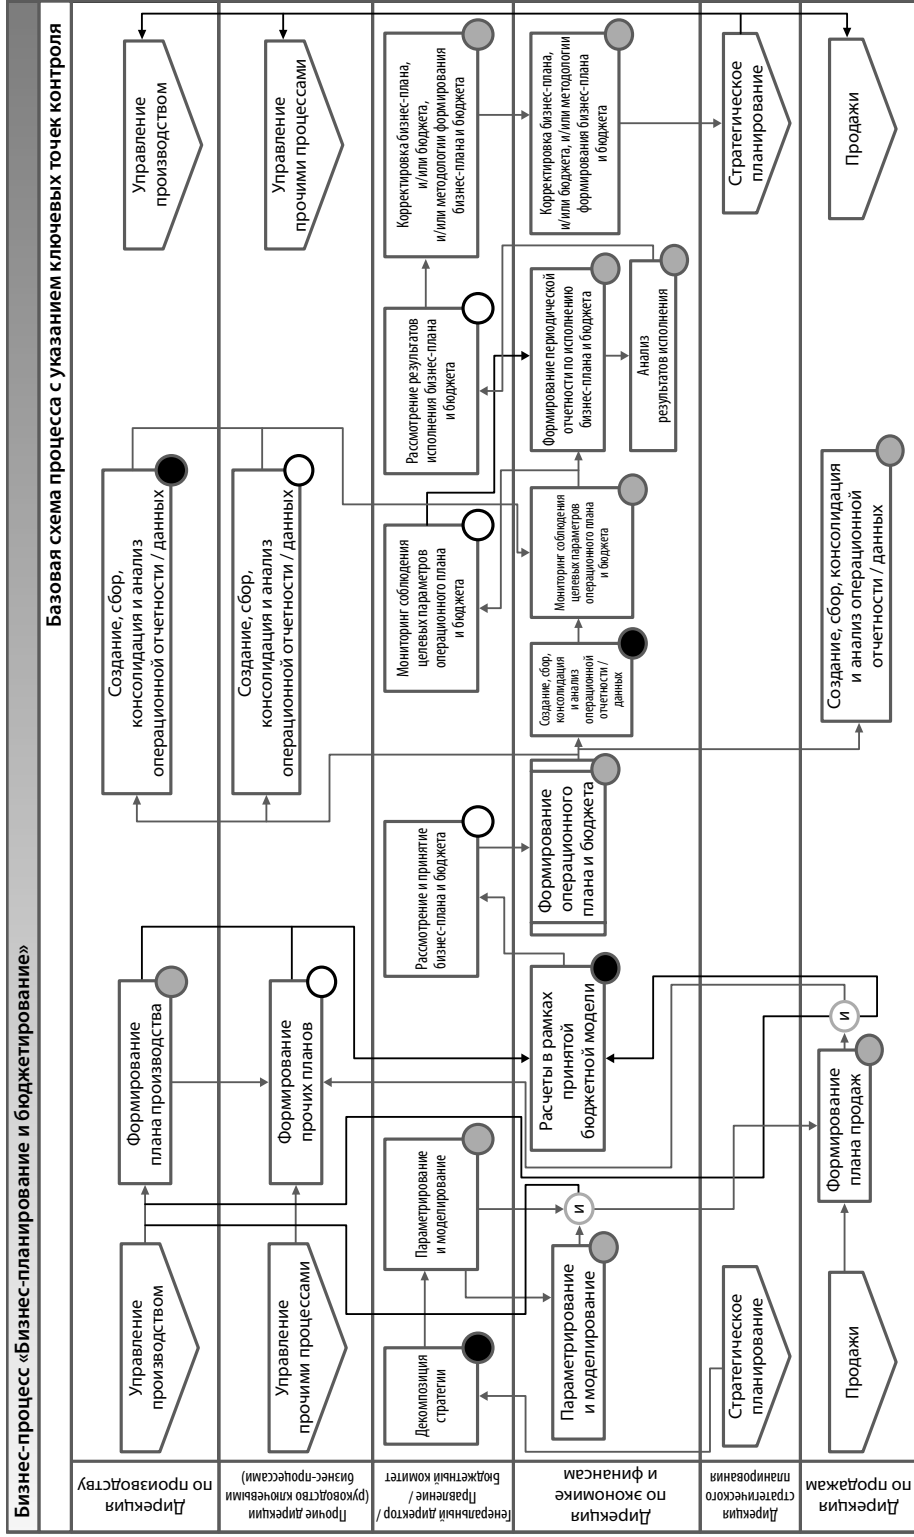 Бизнес-процесс «Бизнес-планирование и бюджетирование»
Базовая схема процесса с указанием ключевых точек контроля
Дирекция
по производству
Управление
производством
Формирование
плана производства
Создание, сбор,
консолидация и анализ
операционной отчетности / данных
Управление
производством
Прочие дирекции
(руководство ключевыми
бизнес-процессами)
Управление
прочими процессами
Формирование
прочих планов
Создание, сбор,
консолидация и анализ
операционной отчетности / данных
Управление
прочими процессами
Генеральный директор /
Правление /
Бюджетный комитет
Декомпозиция
стратегии
Параметрирование
и моделирование
Рассмотрение и принятие
бизнес-плана и бюджета
Мониторинг соблюдения
целевых параметров
операционного плана
и бюджета
Рассмотрение результатов
исполнения бизнес-плана
и бюджета
Корректировка бизнес-плана,
и/или бюджета,
и/или методологии формирования
бизнес-плана и бюджета
Дирекция
по экономике
и финансам
Параметрирование
и моделирование
и
Расчеты в рамках
принятой
бюджетной модели
Формирование
операционного
плана и бюджета
Создание, сбор,
консолидация
и анализ
операционной
отчетности /
данных
Мониторинг соблюдения
целевых параметров
операционного плана
и бюджета
Формирование периодической
отчетности по исполнению
бизнес-плана и бюджета
Анализ
результатов исполнения
Корректировка бизнес-плана,
и/или бюджета, и/или методологии
формирования бизнес-плана
и бюджета
Дирекция
стратегического
планирования
Стратегическое
планирование
Стратегическое
планирование
Дирекция
по продажам
Продажи
Формирование
плана продаж
и
Создание, сбор, консолидация
и анализ операционной
отчетности / данных
Продажи